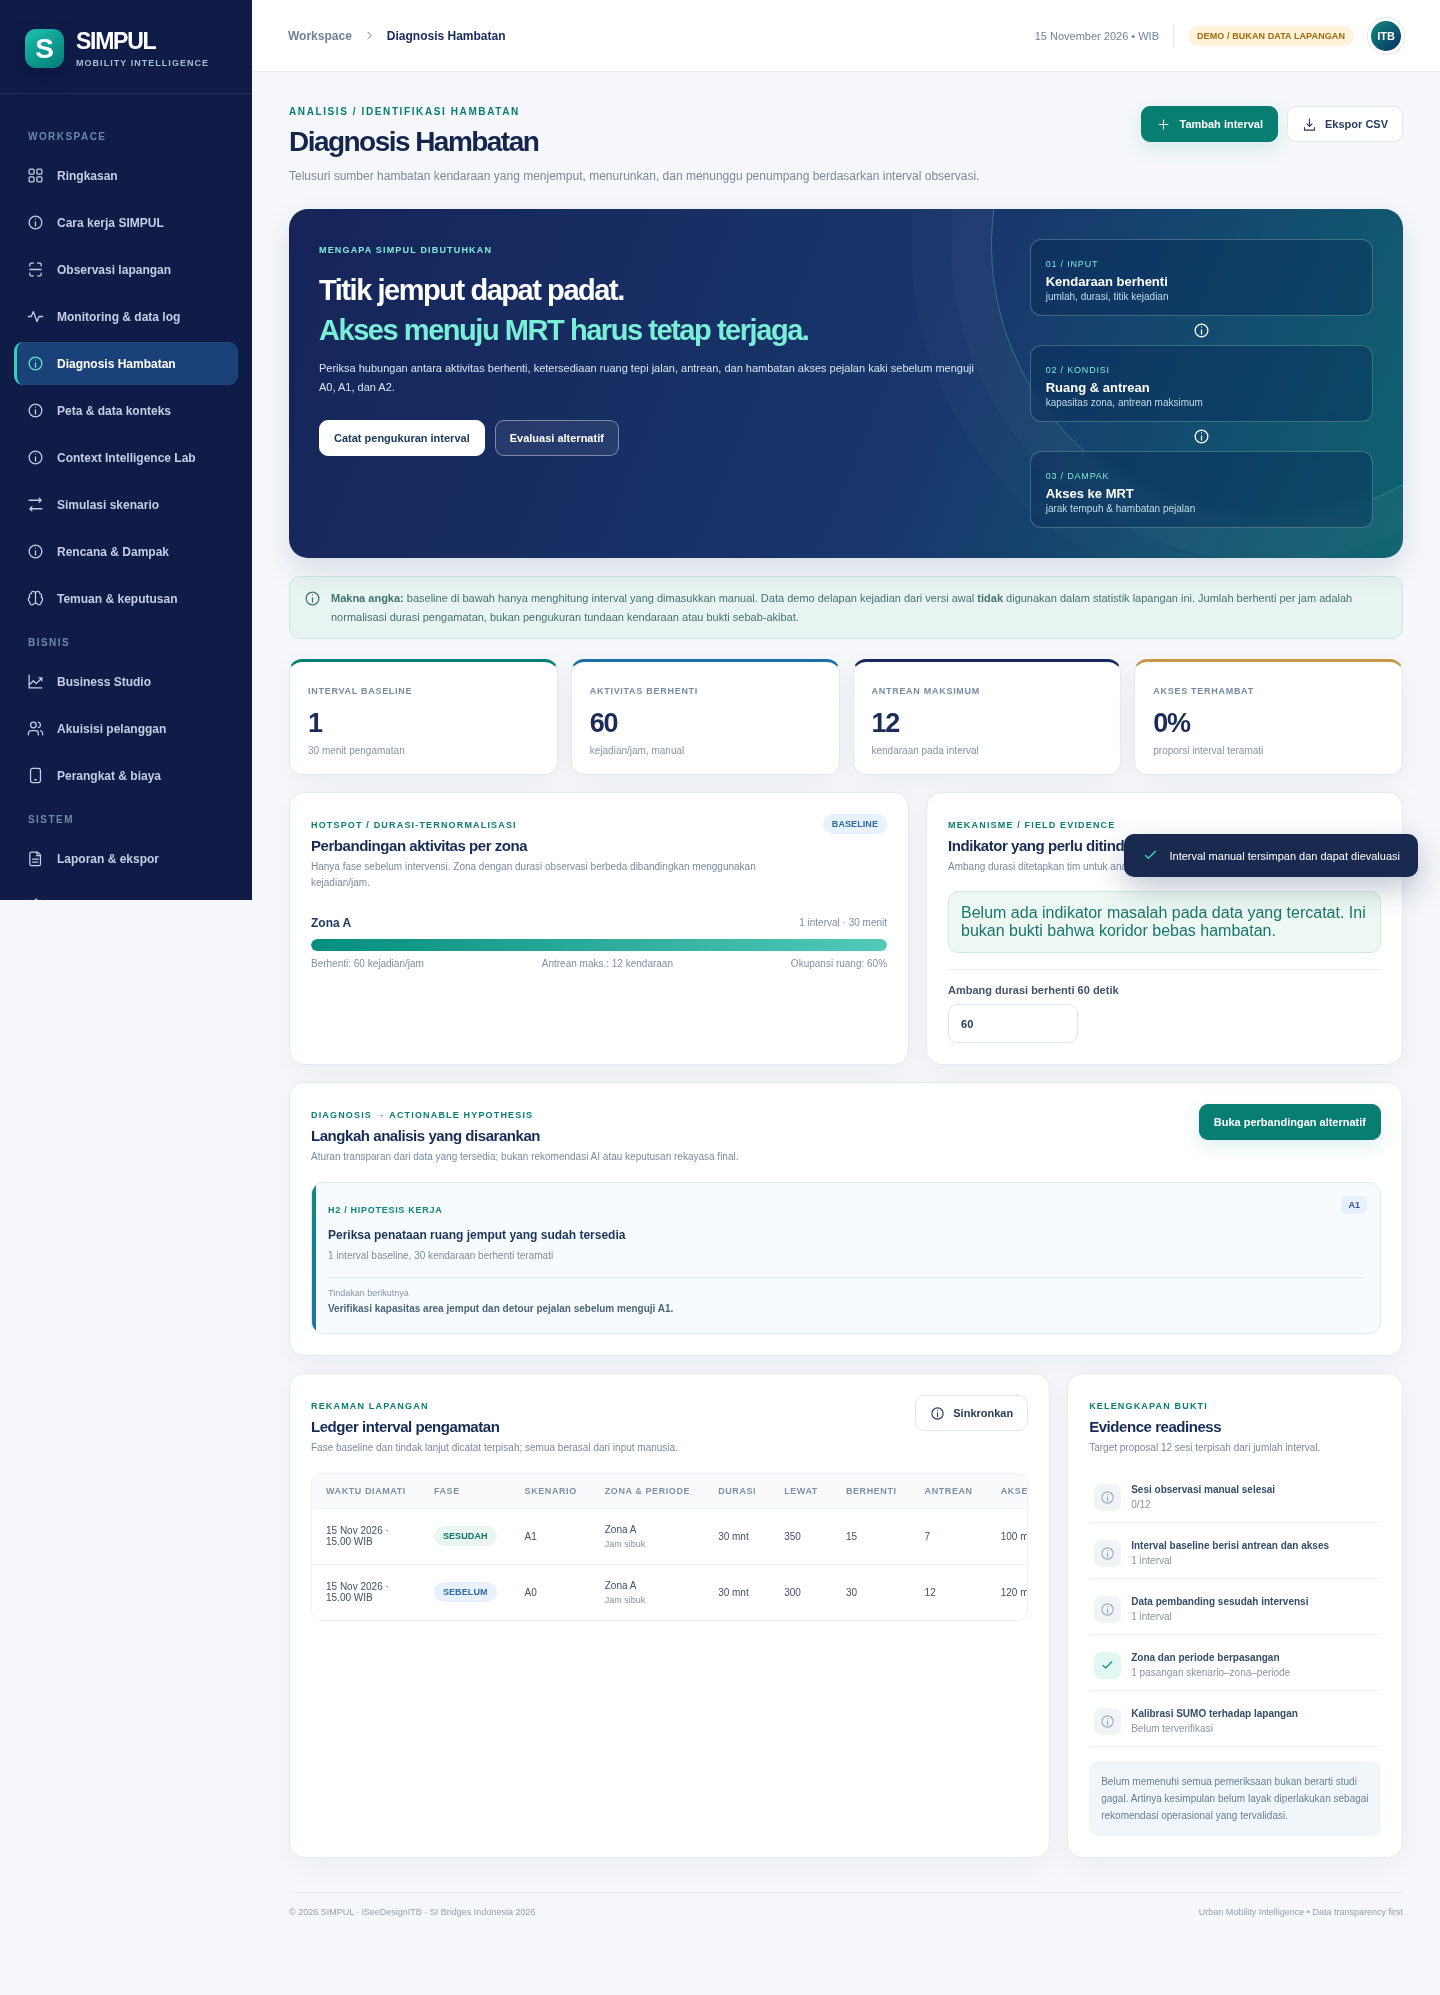 S
SIMPUL
MOBILITY INTELLIGENCE
WORKSPACE
Ringkasan
Cara kerja SIMPUL
Observasi lapangan
Monitoring & data log
Diagnosis Hambatan
Peta & data konteks
Context Intelligence Lab
Simulasi skenario
Rencana & Dampak
Temuan & keputusan
BISNIS
Business Studio
Akuisisi pelanggan
Perangkat & biaya
SISTEM
Laporan & ekspor
Workspace
Diagnosis Hambatan
15 November 2026 • WIB
DEMO / BUKAN DATA LAPANGAN
ITB
ANALISIS / IDENTIFIKASI HAMBATAN
Diagnosis Hambatan
Telusuri sumber hambatan kendaraan yang menjemput, menurunkan, dan menunggu penumpang berdasarkan interval observasi.
Tambah interval
Ekspor CSV
MENGAPA SIMPUL DIBUTUHKAN
Titik jemput dapat padat.
Akses menuju MRT harus tetap terjaga.
Periksa hubungan antara aktivitas berhenti, ketersediaan ruang tepi jalan, antrean, dan hambatan akses pejalan kaki sebelum menguji
A0, A1, dan A2.
Catat pengukuran interval
Evaluasi alternatif
01 / INPUT
Kendaraan berhenti
jumlah, durasi, titik kejadian
02 / KONDISI
Ruang & antrean
kapasitas zona, antrean maksimum
03 / DAMPAK
Akses ke MRT
jarak tempuh & hambatan pejalan
Makna angka: baseline di bawah hanya menghitung interval yang dimasukkan manual. Data demo delapan kejadian dari versi awal tidak digunakan dalam statistik lapangan ini. Jumlah berhenti per jam adalah
normalisasi durasi pengamatan, bukan pengukuran tundaan kendaraan atau bukti sebab-akibat.
INTERVAL BASELINE
1
30 menit pengamatan
AKTIVITAS BERHENTI
60
kejadian/jam, manual
ANTREAN MAKSIMUM
12
kendaraan pada interval
AKSES TERHAMBAT
0%
proporsi interval teramati
HOTSPOT / DURASI-TERNORMALISASI
Perbandingan aktivitas per zona
Hanya fase sebelum intervensi. Zona dengan durasi observasi berbeda dibandingkan menggunakan
kejadian/jam.
BASELINE
Zona A
1 interval · 30 menit
Berhenti: 60 kejadian/jam
Antrean maks.: 12 kendaraan
Okupansi ruang: 60%
MEKANISME / FIELD EVIDENCE
Indikator yang perlu ditind
Ambang durasi ditetapkan tim untuk ana
Interval manual tersimpan dan dapat dievaluasi
Belum ada indikator masalah pada data yang tercatat. Ini
bukan bukti bahwa koridor bebas hambatan.
Ambang durasi berhenti 60 detik
60
DIAGNOSIS → ACTIONABLE HYPOTHESIS
Langkah analisis yang disarankan
Aturan transparan dari data yang tersedia; bukan rekomendasi AI atau keputusan rekayasa final.
Buka perbandingan alternatif
H2 / HIPOTESIS KERJA
A1
Periksa penataan ruang jemput yang sudah tersedia
1 interval baseline, 30 kendaraan berhenti teramati
Tindakan berikutnya
Verifikasi kapasitas area jemput dan detour pejalan sebelum menguji A1.
REKAMAN LAPANGAN
Ledger interval pengamatan
Fase baseline dan tindak lanjut dicatat terpisah; semua berasal dari input manusia.
Sinkronkan
WAKTU DIAMATI FASE SKENARIO ZONA & PERIODE DURASI LEWAT BERHENTI ANTREAN AKSE
15 Nov 2026 ·
15.00 WIB
SESUDAH A1 Zona A
Jam sibuk
30 mnt 350 15 7 100 m
15 Nov 2026 ·
15.00 WIB
SEBELUM A0 Zona A
Jam sibuk
30 mnt 300 30 12 120 m
KELENGKAPAN BUKTI
Evidence readiness
Target proposal 12 sesi terpisah dari jumlah interval.
Sesi observasi manual selesai
0/12
Interval baseline berisi antrean dan akses
1 interval
Data pembanding sesudah intervensi
1 interval
Zona dan periode berpasangan
1 pasangan skenario–zona–periode
Kalibrasi SUMO terhadap lapangan
Belum terverifikasi
Belum memenuhi semua pemeriksaan bukan berarti studi
gagal. Artinya kesimpulan belum layak diperlakukan sebagai
rekomendasi operasional yang tervalidasi.
© 2026 SIMPUL · iSeeDesignITB · SI Bridges Indonesia 2026
Urban Mobility Intelligence • Data transparency first